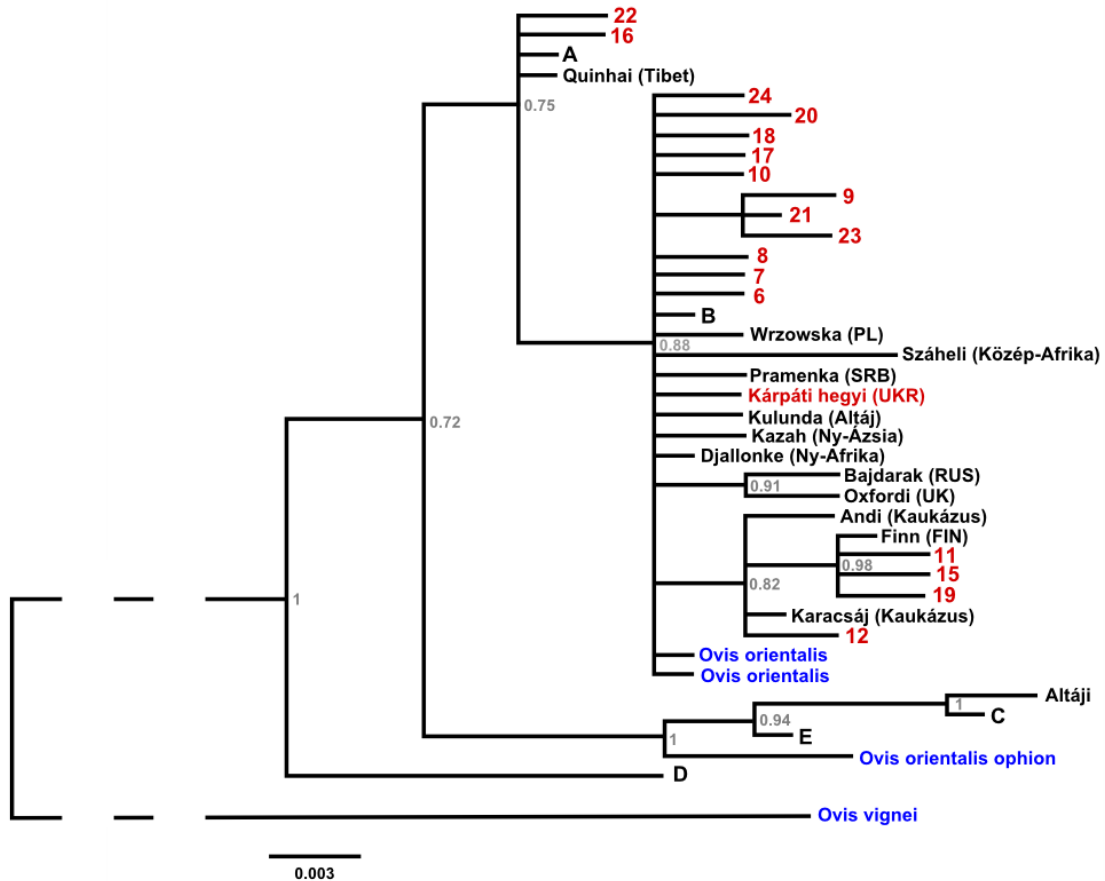 22
16
A
Quinhai (Tibet)
0.75
24
20
18
17
10
9
21
23
8
7
6
B
Wrzowska (PL)
0.88
Száheli (Közép-Afrika)
Pramenka (SRB)
Kárpáti hegyi (UKR)
Kulunda (Altáj)
0.72
Kazah (Ny-Ázsia)
Djallonke (Ny-Afrika)
Bajdarak (RUS)
0.91
Oxfordi (UK)
Andi (Kaukázus)
Finn (FIN)
11
0.98
15
0.82
19
1
Karacsáj (Kaukázus)
12
Ovis orientalis
Ovis orientalis
Altáji
1
C
0.94
E
1
Ovis orientalis ophion
D
Ovis vignei
0.003